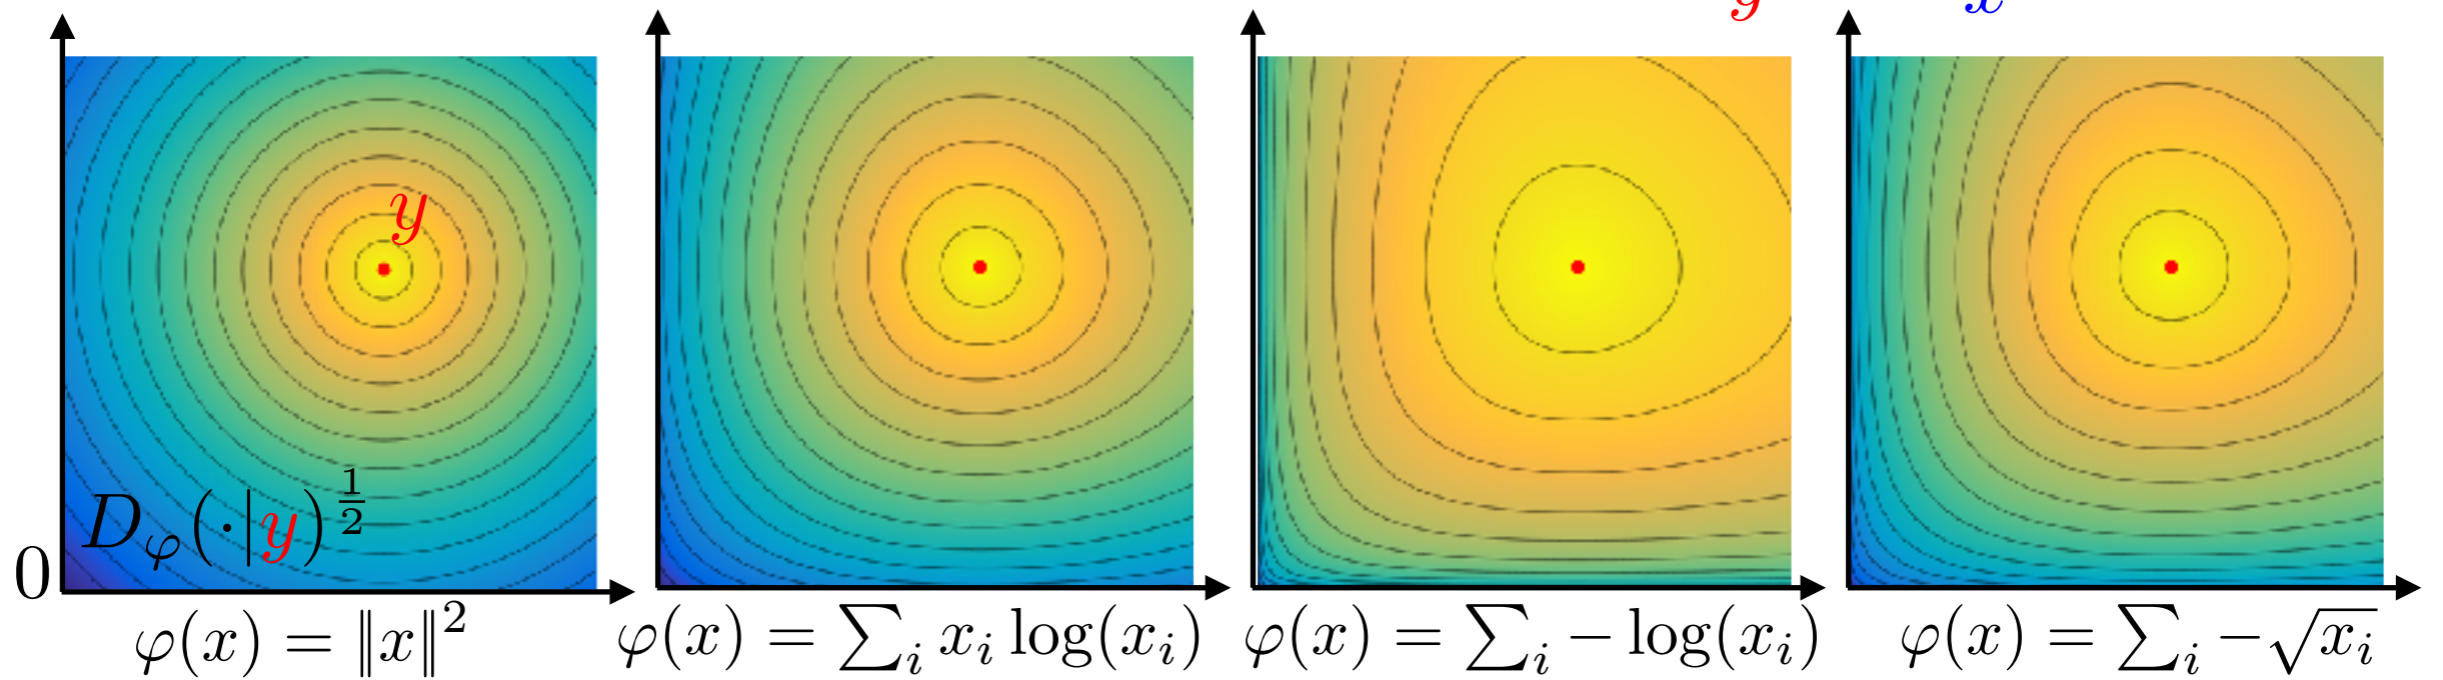 y x
y
D_φ(·|y)^{1/2}
0
φ(x) = ‖x‖² φ(x) = ∑_i x_i log(x_i) φ(x) = ∑_i − log(x_i) φ(x) = ∑_i −√x_i